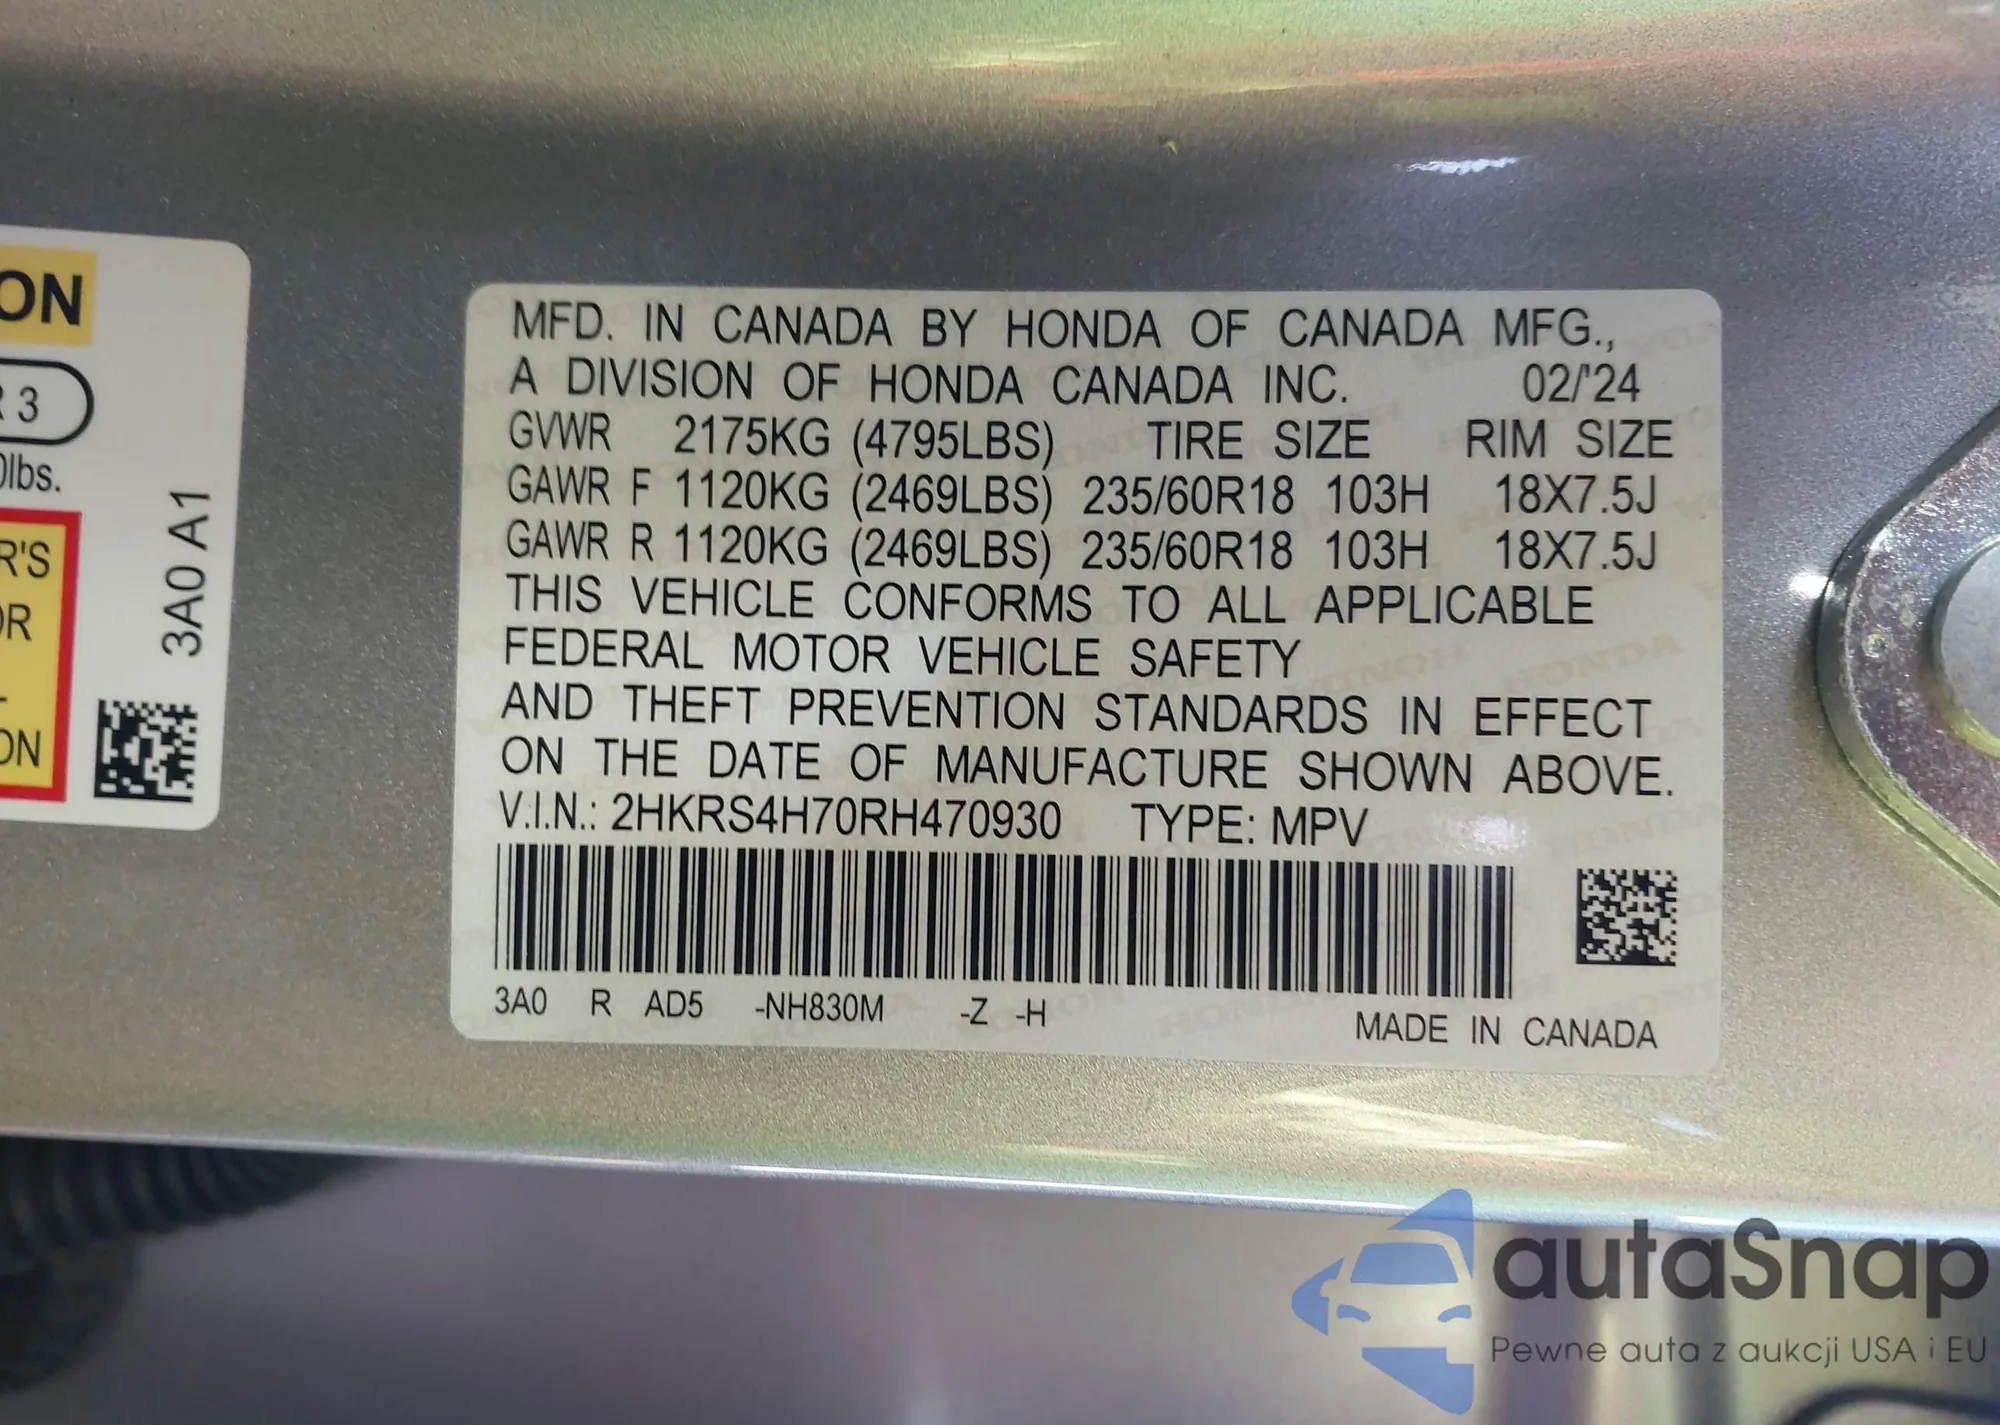 ON
R 3
0lbs.
R'S
OR
ON
3A0 A1
MFD. IN CANADA BY HONDA OF CANADA MFG.,
A DIVISION OF HONDA CANADA INC. 02/'24
GVWR 2175KG (4795LBS) TIRE SIZE RIM SIZE
GAWR F 1120KG (2469LBS) 235/60R18 103H 18X7.5J
GAWR R 1120KG (2469LBS) 235/60R18 103H 18X7.5J
THIS VEHICLE CONFORMS TO ALL APPLICABLE
FEDERAL MOTOR VEHICLE SAFETY
AND THEFT PREVENTION STANDARDS IN EFFECT
ON THE DATE OF MANUFACTURE SHOWN ABOVE.
V.I.N.: 2HKRS4H70RH470930 TYPE: MPV
3A0 R AD5 -NH830M -Z -H
MADE IN CANADA
autaSnap
Pewne auta z aukcji USA i EU